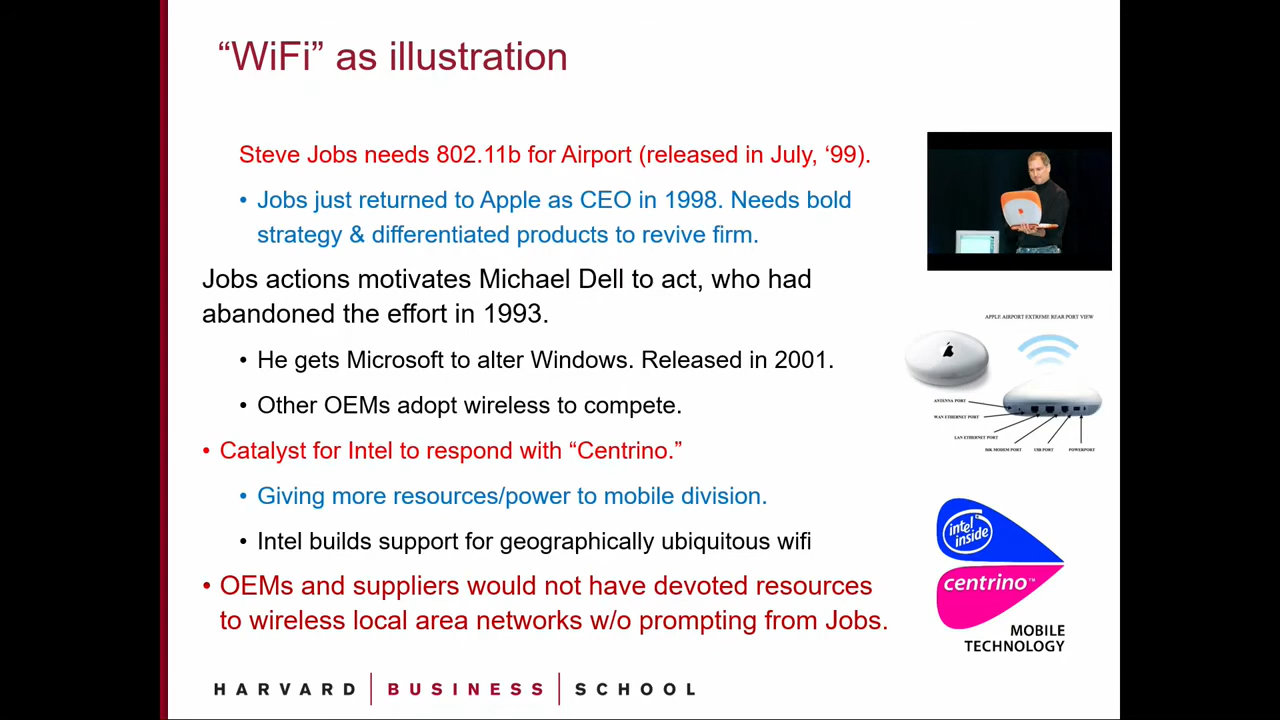 “WiFi” as illustration
Steve Jobs needs 802.11b for Airport (released in July, ‘99).
• Jobs just returned to Apple as CEO in 1998. Needs bold
strategy & differentiated products to revive firm.
Jobs actions motivates Michael Dell to act, who had
abandoned the effort in 1993.
• He gets Microsoft to alter Windows. Released in 2001.
• Other OEMs adopt wireless to compete.
• Catalyst for Intel to respond with “Centrino.”
• Giving more resources/power to mobile division.
• Intel builds support for geographically ubiquitous wifi
• OEMs and suppliers would not have devoted resources
to wireless local area networks w/o prompting from Jobs.
APPLE AIRPORT EXTREME REAR PORT VIEW
ANTENNA PORT
WAN ETHERNET PORT
LAN ETHERNET PORT
56K MODEM PORT
USB PORT
POWERPORT
intel
inside
centrino™
MOBILE
TECHNOLOGY
HARVARD | BUSINESS | SCHOOL